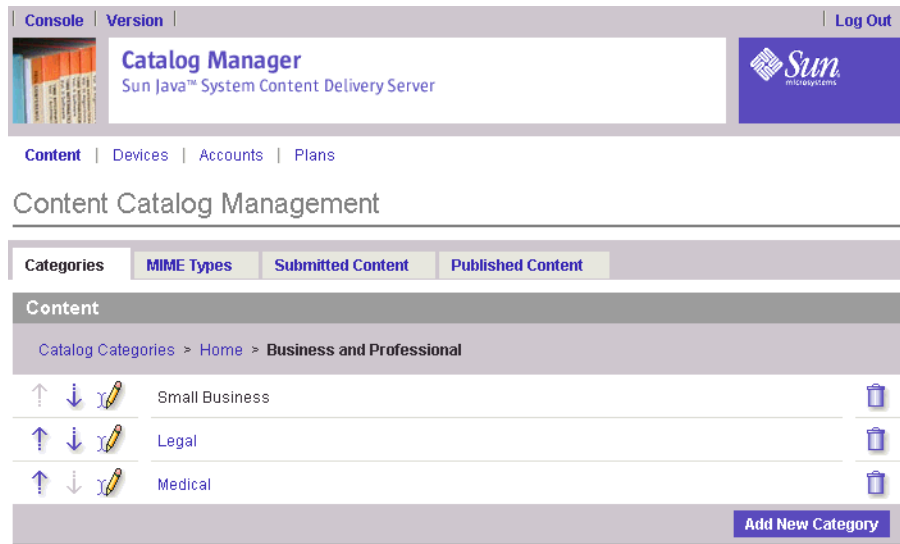 Console | Version | | Log Out
Catalog Manager
Sun Java™ System Content Delivery Server
Sun
microsystems
Content | Devices | Accounts | Plans
Content Catalog Management
Categories MIME Types Submitted Content Published Content
Content
Catalog Categories > Home > Business and Professional
Small Business
Legal
Medical
Add New Category